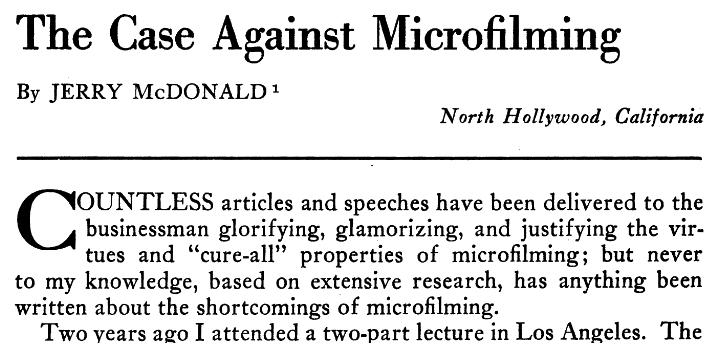 The Case Against Microfilming
By JERRY McDONALD¹
North Hollywood, California
COUNTLESS articles and speeches have been delivered to the
businessman glorifying, glamorizing, and justifying the vir-
tues and “cure-all” properties of microfilming; but never
to my knowledge, based on extensive research, has anything been
written about the shortcomings of microfilming.
Two years ago I attended a two-part lecture in Los Angeles. The